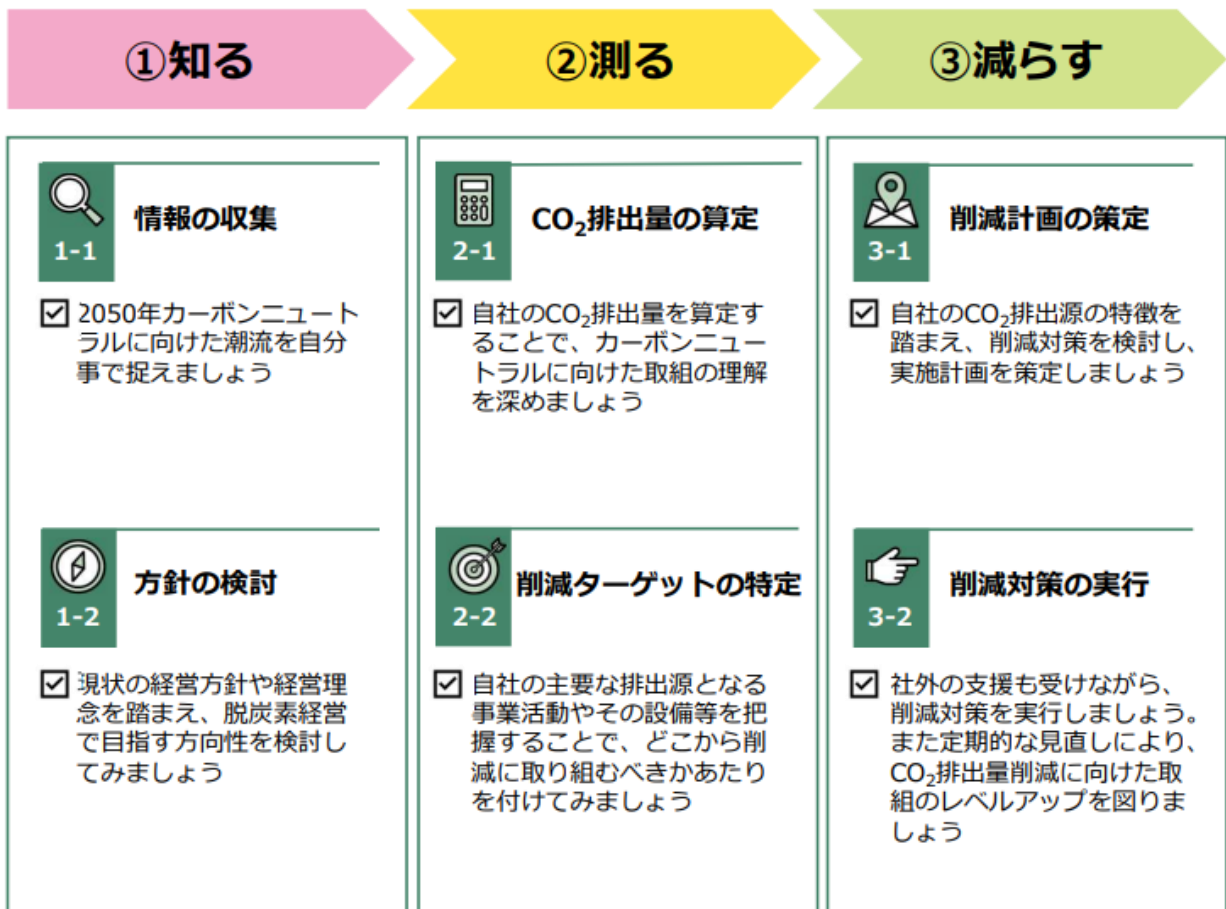 ①知る
②測る
③減らす
1-1
情報の収集
2050年カーボンニュート
ラルに向けた潮流を自分
事で捉えましょう
1-2
方針の検討
現状の経営方針や経営理
念を踏まえ、脱炭素経営
で目指す方向性を検討し
てみましょう
2-1
CO₂排出量の算定
自社のCO₂排出量を算定す
ることで、カーボンニュー
トラルに向けた取組の理解
を深めましょう
2-2
削減ターゲットの特定
自社の主要な排出源となる
事業活動やその設備等を把
握することで、どこから削
減に取り組むべきかあたり
を付けてみましょう
3-1
削減計画の策定
自社のCO₂排出源の特徴を
踏まえ、削減対策を検討し、
実施計画を策定しましょう
3-2
削減対策の実行
社外の支援も受けながら、
削減対策を実行しましょう。
また定期的な見直しにより、
CO₂排出量削減に向けた取
組のレベルアップを図りま
しょう